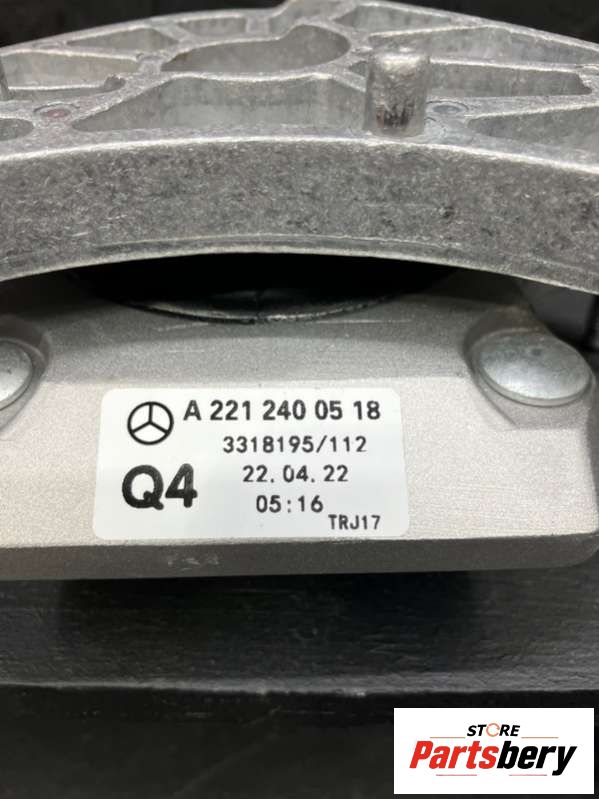 A 221 240 05 18
3318195/112
Q4
22.04.22
05:16
TRJ17
STORE
Partsbery